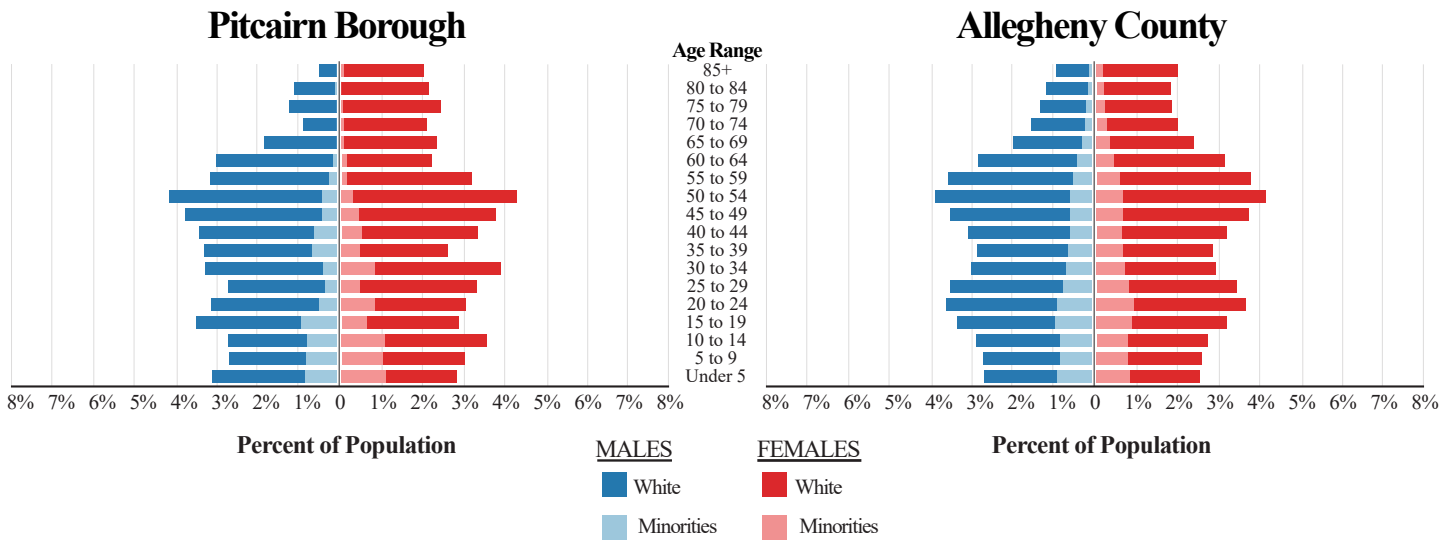 Pitcairn Borough
Allegheny County
Age Range
85+
80 to 84
75 to 79
70 to 74
65 to 69
60 to 64
55 to 59
50 to 54
45 to 49
40 to 44
35 to 39
30 to 34
25 to 29
20 to 24
15 to 19
10 to 14
5 to 9
Under 5
8% 7% 6% 5% 4% 3% 2% 1% 0 1% 2% 3% 4% 5% 6% 7% 8%
8% 7% 6% 5% 4% 3% 2% 1% 0 1% 2% 3% 4% 5% 6% 7% 8%
Percent of Population
Percent of Population
MALES
White
Minorities
FEMALES
White
Minorities